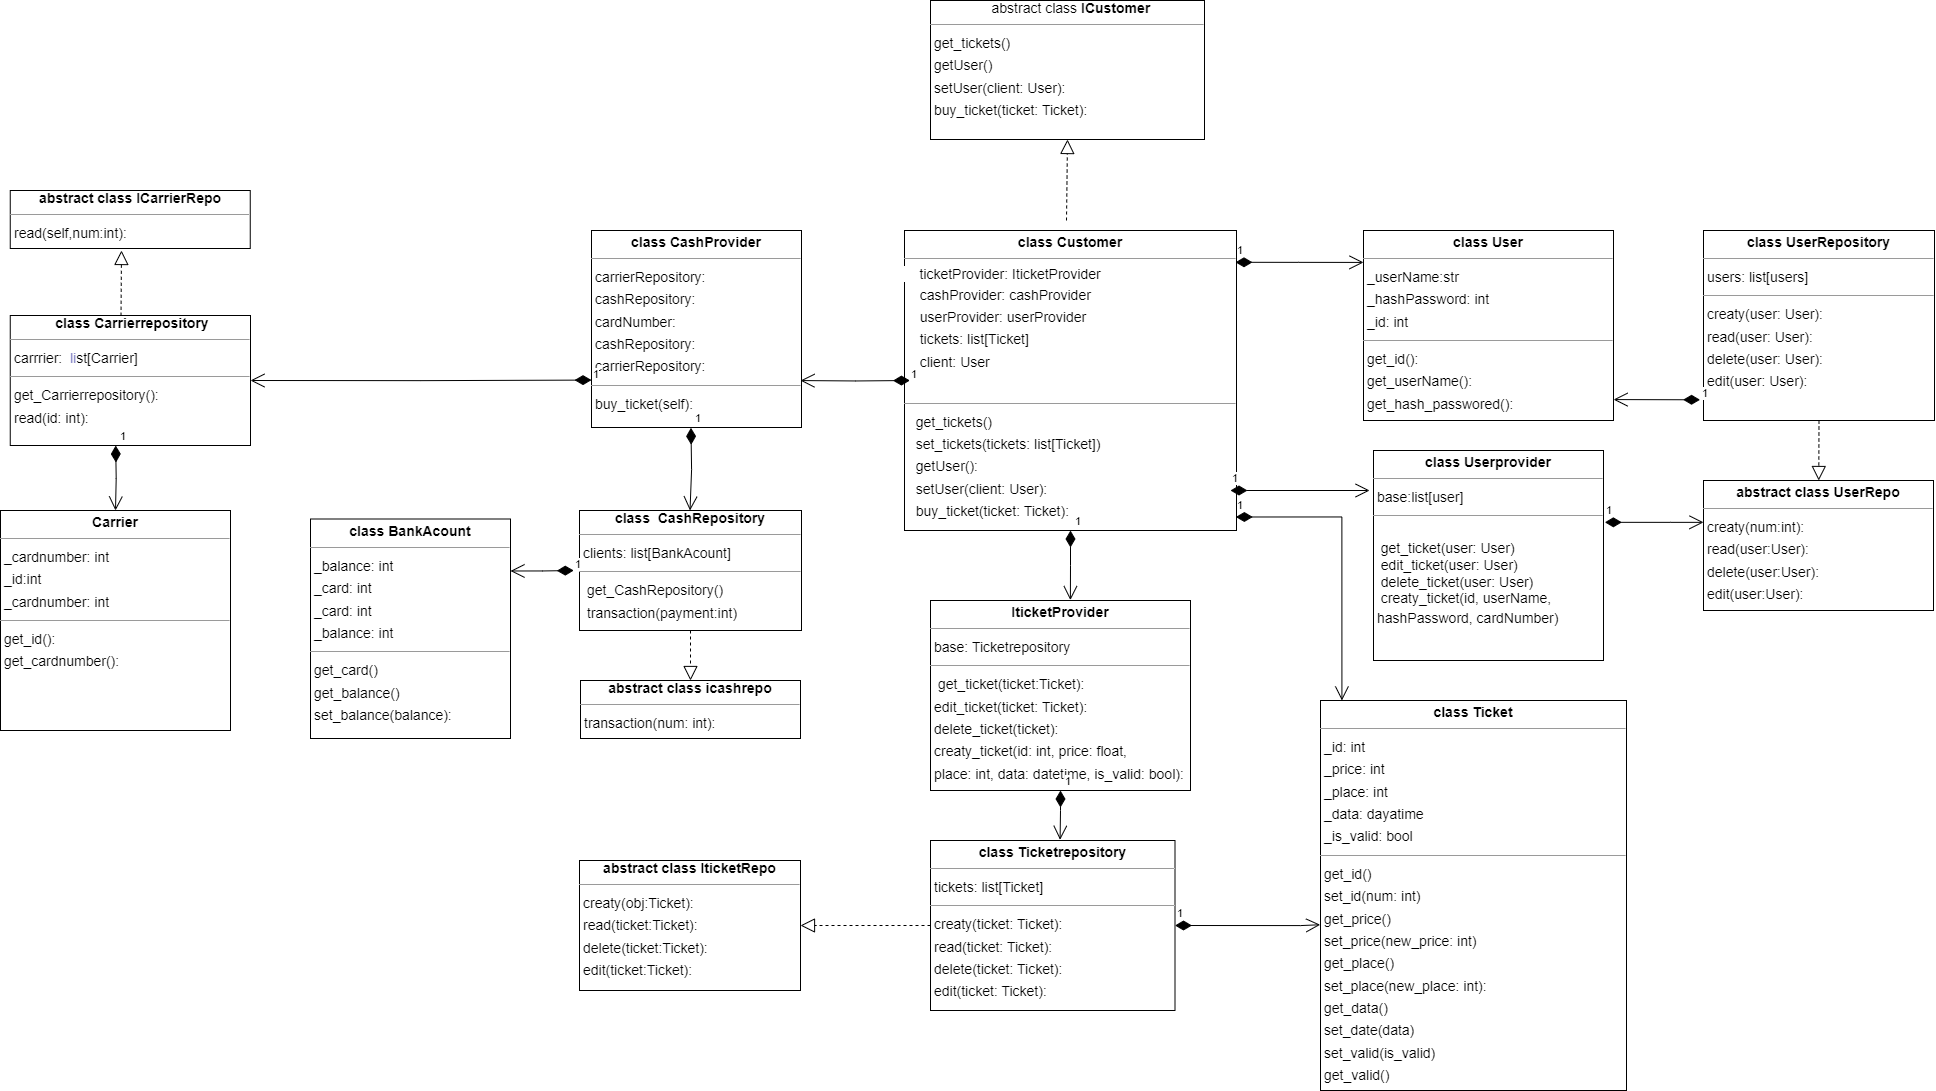 abstract class ICustomer
get_tickets()
getUser()
setUser(client: User):
buy_ticket(ticket: Ticket):
abstract class ICarrierRepo
read(self,num:int):
class Carrierrepository
carrrier:  list[Carrier]
get_Carrierrepository():
read(id: int):
1
Carrier
_cardnumber: int
_id:int
_cardnumber: int
get_id():
get_cardnumber():
class CashProvider
carrierRepository:
cashRepository:
cardNumber:
cashRepository:
carrierRepository:
1
buy_ticket(self):
1
class BankAcount
_balance: int
_card: int
_card: int
_balance: int
get_card()
get_balance()
set_balance(balance):
class  CashRepository
clients: list[BankAcount]
1
get_CashRepository()
transaction(payment:int)
abstract class icashrepo
transaction(num: int):
class Customer
ticketProvider: IticketProvider
cashProvider: cashProvider
userProvider: userProvider
tickets: list[Ticket]
client: User
1
get_tickets()
set_tickets(tickets: list[Ticket])
getUser():
setUser(client: User):
buy_ticket(ticket: Ticket):
1
1
1
1
class User
_userName:str
_hashPassword: int
_id: int
get_id():
get_userName():
get_hash_passwored():
class UserRepository
users: list[users]
creaty(user: User):
read(user: User):
delete(user: User):
edit(user: User):
1
class Userprovider
base:list[user]
get_ticket(user: User)
edit_ticket(user: User)
delete_ticket(user: User)
creaty_ticket(id, userName,
hashPassword, cardNumber)
1
abstract class UserRepo
creaty(num:int):
read(user:User):
delete(user:User):
edit(user:User):
IticketProvider
base: Ticketrepository
get_ticket(ticket:Ticket):
edit_ticket(ticket: Ticket):
delete_ticket(ticket):
creaty_ticket(id: int, price: float,
place: int, data: datetime, is_valid: bool):
1
abstract class IticketRepo
creaty(obj:Ticket):
read(ticket:Ticket):
delete(ticket:Ticket):
edit(ticket:Ticket):
class Ticketrepository
tickets: list[Ticket]
creaty(ticket: Ticket):
read(ticket: Ticket):
delete(ticket: Ticket):
edit(ticket: Ticket):
1
class Ticket
_id: int
_price: int
_place: int
_data: dayatime
_is_valid: bool
get_id()
set_id(num: int)
get_price()
set_price(new_price: int)
get_place()
set_place(new_place: int):
get_data()
set_date(data)
set_valid(is_valid)
get_valid()